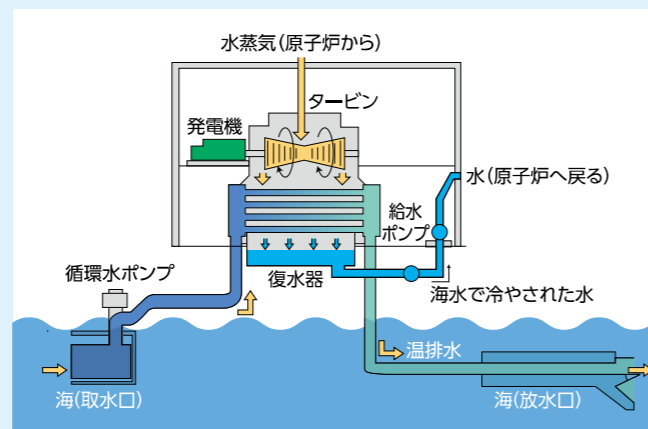 水蒸気(原子炉から)
タービン
発電機
水(原子炉へ戻る)
給水
ポンプ
循環水ポンプ
復水器
海水で冷やされた水
温排水
海(取水口)
海(放水口)